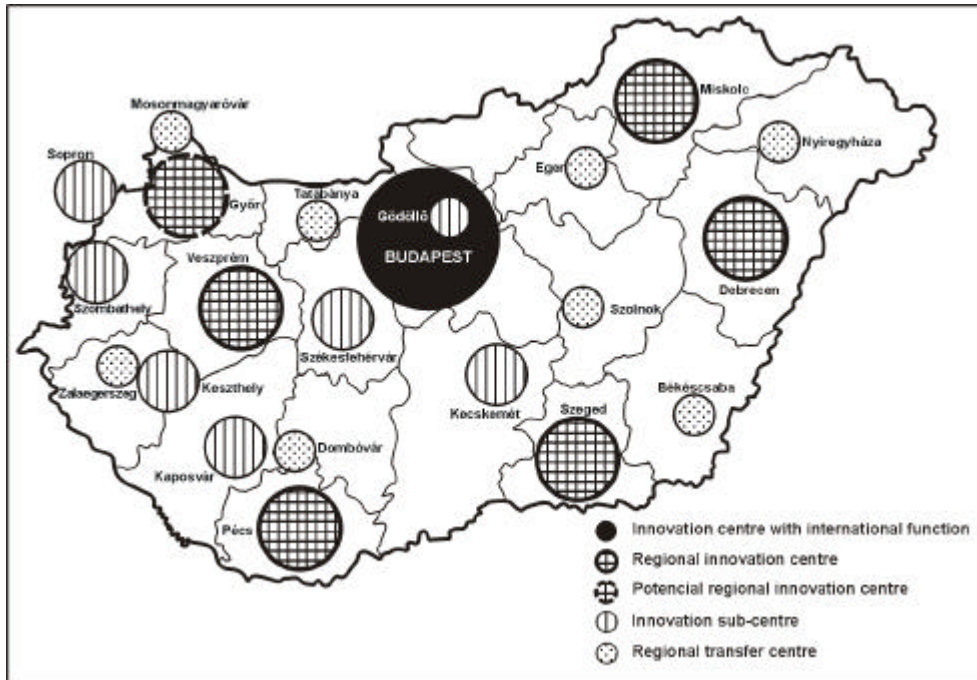 Miskolc
Mosonmagyaróvár
Nyíregyháza
Sopron
Eger
Tatabánya
Győr
Gödöllő
BUDAPEST
Veszprém
Debrecen
Szombathely
Szolnok
Székesfehérvár
Zalaegerszeg
Keszthely
Békéscsaba
Kecskemét
Szeged
Dombóvár
Kaposvár
Pécs
Innovation centre with international function
Regional innovation centre
Potencial regional innovation centre
Innovation sub-centre
Regional transfer centre